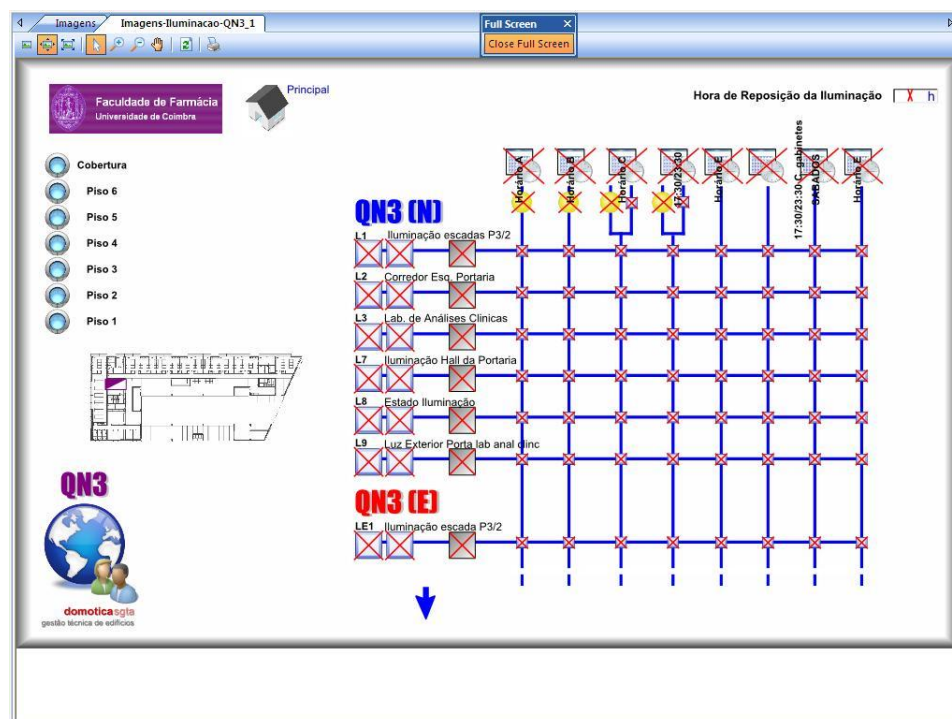 Imagens
Imagens-Iluminacao-QN3_1
Full Screen
Close Full Screen
Faculdade de Farmácia
Universidade de Coimbra
Principal
Hora de Reposição da Iluminação
h
Cobertura
Piso 6
Piso 5
Piso 4
Piso 3
Piso 2
Piso 1
Horário A
Horário B
Horário C
17:30/23:30
Horário E
17:30/23:30-C. gabinetes
SABADOS
Horário E
QN3 (N)
L1 Iluminação escadas P3/2
L2 Corredor Esq. Portaria
L3 Lab. de Análises Clinicas
L7 Iluminação Hall da Portaria
L8 Estado Iluminação
L9 Luz Exterior Porta lab anal clinc
QN3 (E)
LE1 Iluminação escada P3/2
QN3
domoticasgta
gestão técnica de edifícios